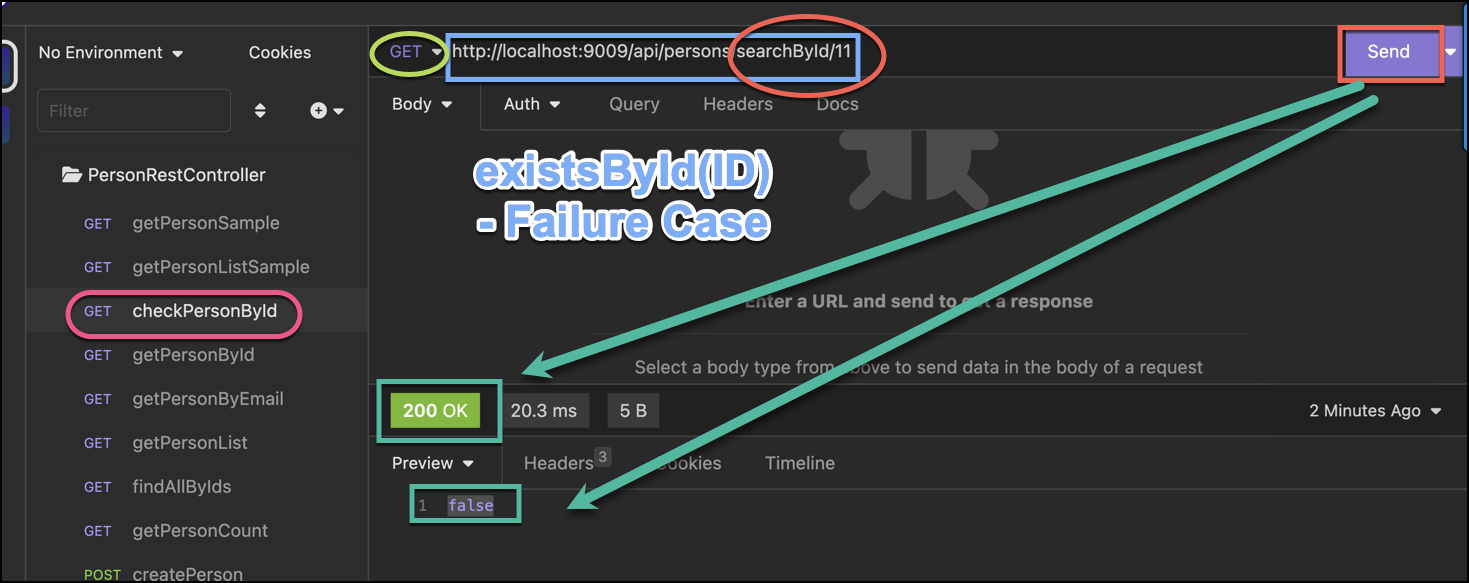 No Environment
Cookies
GET
http://localhost:9009/api/persons/searchById/11
Send
Filter
Body
Auth
Query
Headers
Docs
PersonRestController
existsById(ID)
- Failure Case
GET getPersonSample
GET getPersonListSample
GET checkPersonById
GET getPersonById
GET getPersonByEmail
GET getPersonList
GET findAllByIds
GET getPersonCount
POST createPerson
Enter a URL and send to get a response
Select a body type from above to send data in the body of a request
200 OK
20.3 ms
5 B
2 Minutes Ago
Preview
Headers 3
Cookies
Timeline
1 false